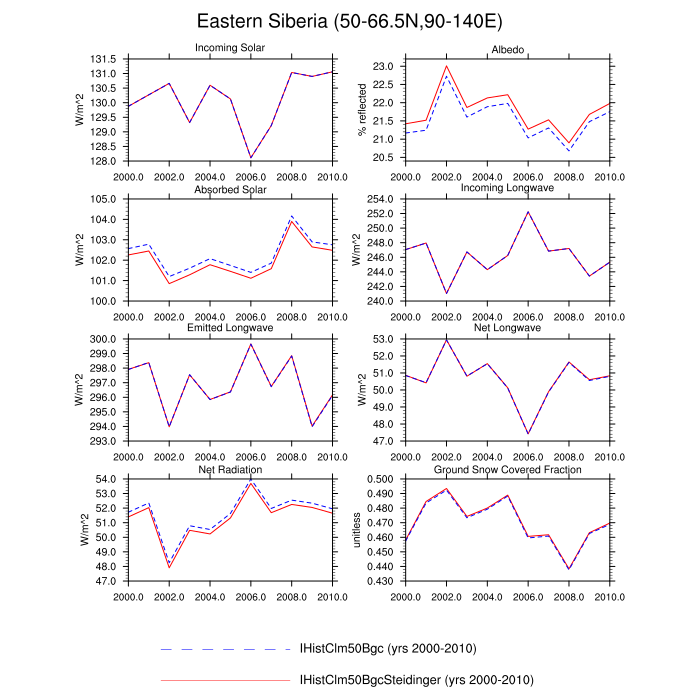 Eastern Siberia (50-66.5N,90-140E)
Incoming Solar
W/m^2
131.5
131.0
130.5
130.0
129.5
129.0
128.5
128.0
2000.0 2002.0 2004.0 2006.0 2008.0 2010.0
Albedo
% reflected
23.0
22.5
22.0
21.5
21.0
20.5
2000.0 2002.0 2004.0 2006.0 2008.0 2010.0
Absorbed Solar
W/m^2
105.0
104.0
103.0
102.0
101.0
100.0
2000.0 2002.0 2004.0 2006.0 2008.0 2010.0
Incoming Longwave
W/m^2
254.0
252.0
250.0
248.0
246.0
244.0
242.0
240.0
2000.0 2002.0 2004.0 2006.0 2008.0 2010.0
Emitted Longwave
W/m^2
300.0
299.0
298.0
297.0
296.0
295.0
294.0
293.0
2000.0 2002.0 2004.0 2006.0 2008.0 2010.0
Net Longwave
W/m^2
53.0
52.0
51.0
50.0
49.0
48.0
47.0
2000.0 2002.0 2004.0 2006.0 2008.0 2010.0
Net Radiation
W/m^2
54.0
53.0
52.0
51.0
50.0
49.0
48.0
47.0
2000.0 2002.0 2004.0 2006.0 2008.0 2010.0
Ground Snow Covered Fraction
unitless
0.500
0.490
0.480
0.470
0.460
0.450
0.440
0.430
2000.0 2002.0 2004.0 2006.0 2008.0 2010.0
IHistClm50Bgc (yrs 2000-2010)
IHistClm50BgcSteidinger (yrs 2000-2010)